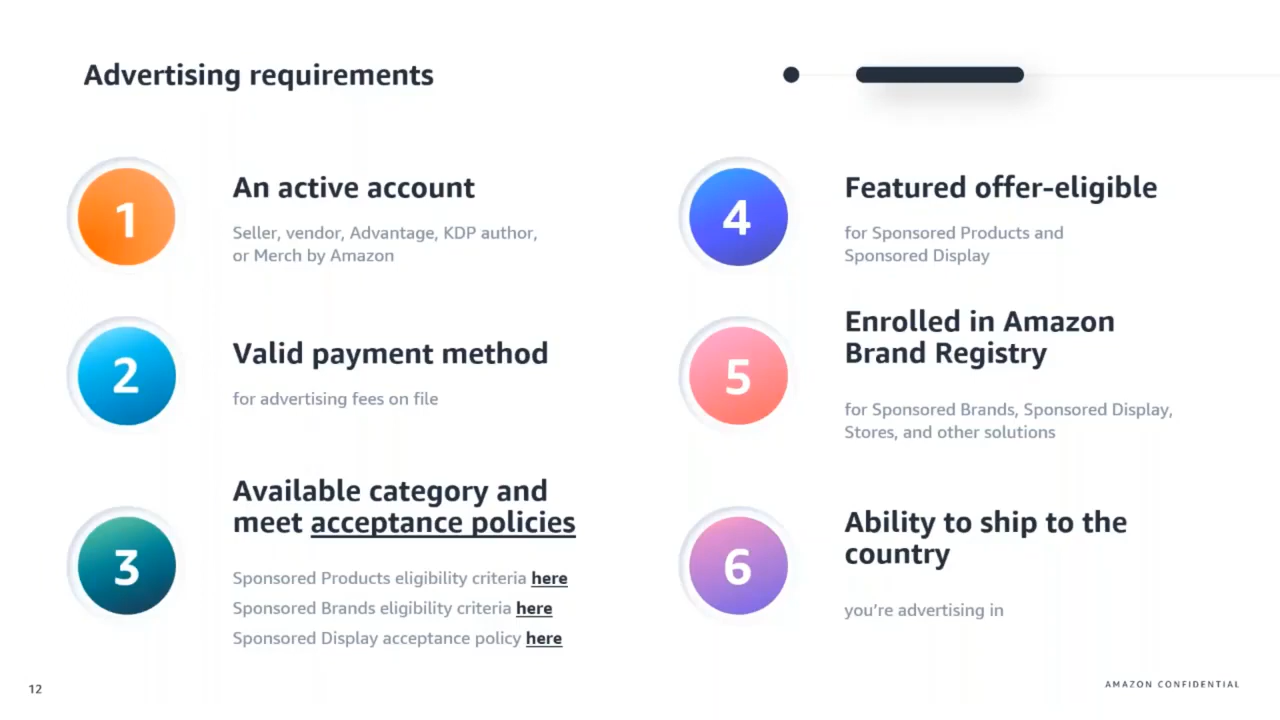 Advertising requirements
1
An active account
Seller, vendor, Advantage, KDP author,
or Merch by Amazon
2
Valid payment method
for advertising fees on file
3
Available category and
meet acceptance policies
Sponsored Products eligibility criteria here
Sponsored Brands eligibility criteria here
Sponsored Display acceptance policy here
4
Featured offer-eligible
for Sponsored Products and
Sponsored Display
5
Enrolled in Amazon
Brand Registry
for Sponsored Brands, Sponsored Display,
Stores, and other solutions
6
Ability to ship to the
country
you’re advertising in
12
AMAZON CONFIDENTIAL